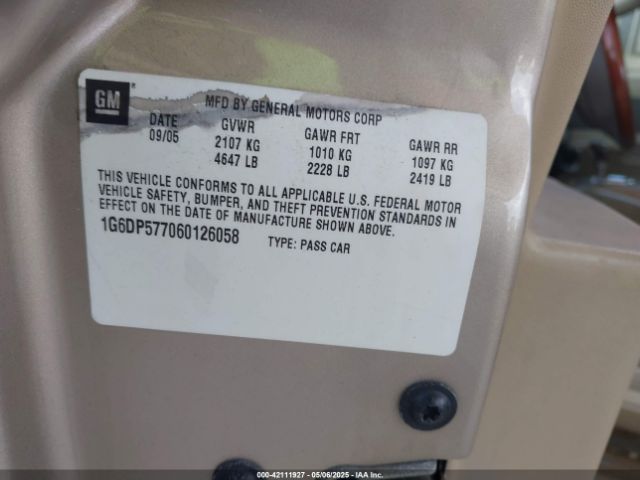 GM
MFD BY GENERAL MOTORS CORP
DATE GVWR GAWR FRT GAWR RR
09/05 2107 KG 1010 KG 1097 KG
4647 LB 2228 LB 2419 LB
THIS VEHICLE CONFORMS TO ALL APPLICABLE U.S. FEDERAL MOTOR
VEHICLE SAFETY, BUMPER, AND THEFT PREVENTION STANDARDS IN
EFFECT ON THE DATE OF MANUFACTURE SHOWN ABOVE.
1G6DP577060126058 TYPE: PASS CAR
000-42111927 - 05/06/2025 - IAAI.COM